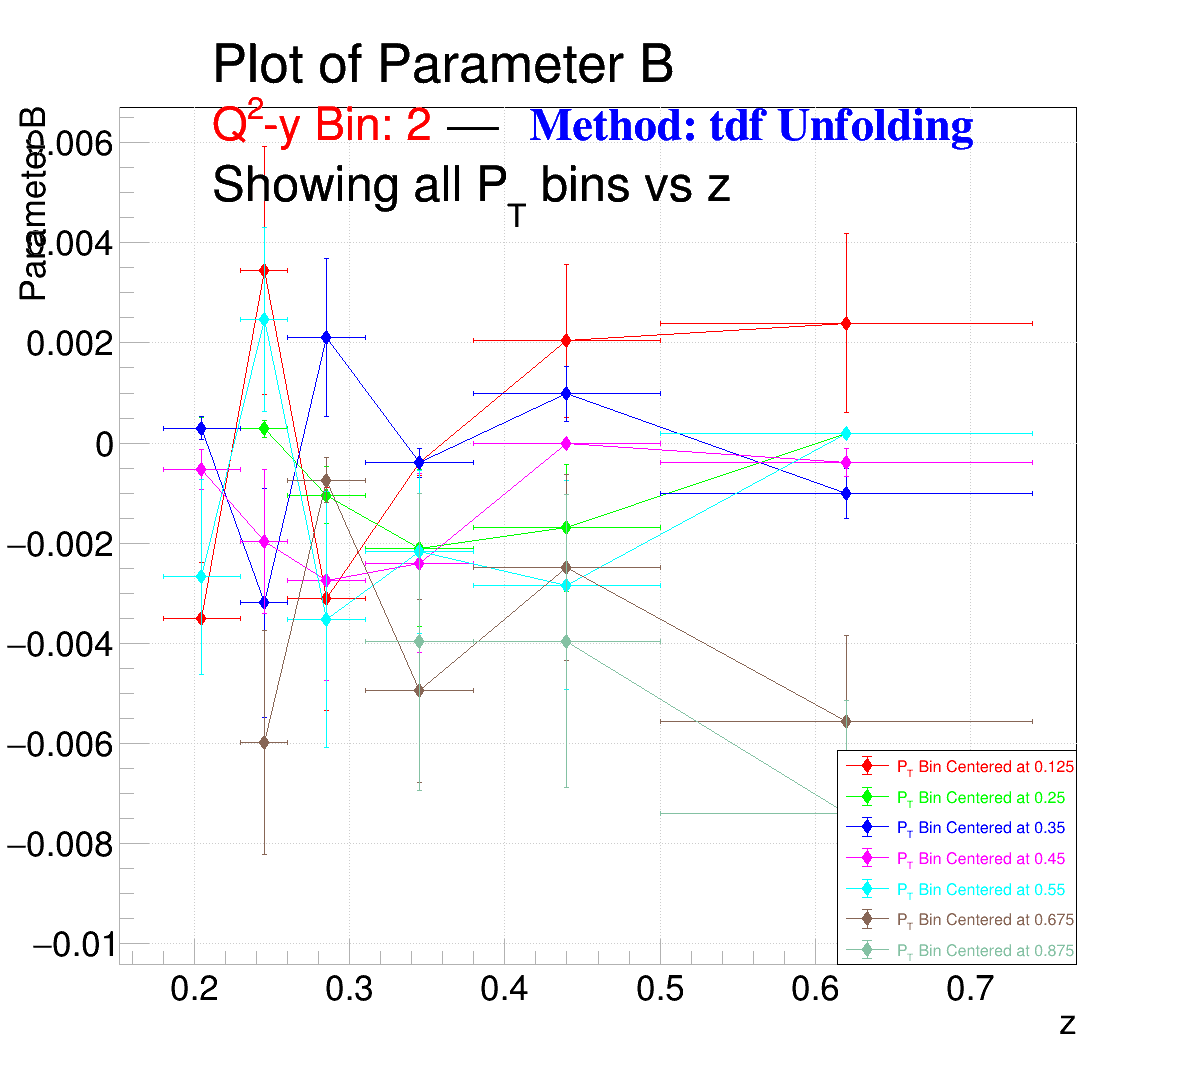 Plot of Parameter B
Q²-y Bin: 2 — Method: tdf Unfolding
Showing all P_T bins vs z
Parameter B
0.006
0.004
0.002
0
−0.002
−0.004
−0.006
−0.008
−0.01
0.2 0.3 0.4 0.5 0.6 0.7
z
P_T Bin Centered at 0.125
P_T Bin Centered at 0.25
P_T Bin Centered at 0.35
P_T Bin Centered at 0.45
P_T Bin Centered at 0.55
P_T Bin Centered at 0.675
P_T Bin Centered at 0.875